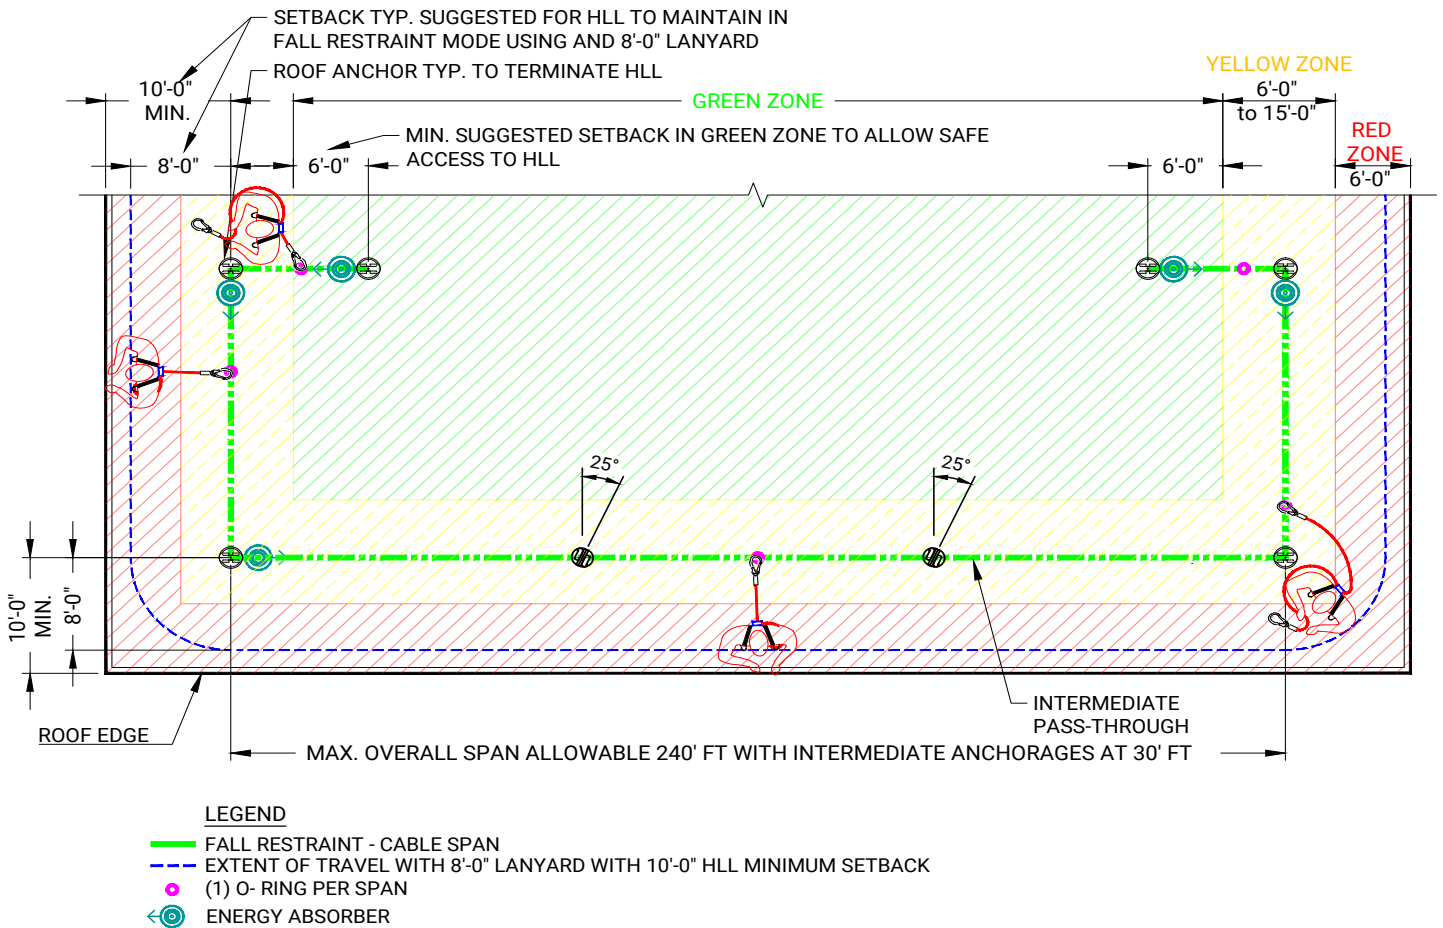 SETBACK TYP. SUGGESTED FOR HLL TO MAINTAIN IN
FALL RESTRAINT MODE USING AND 8'-0" LANYARD
ROOF ANCHOR TYP. TO TERMINATE HLL
10'-0"
MIN.
GREEN ZONE
YELLOW ZONE
6'-0"
to 15'-0"
MIN. SUGGESTED SETBACK IN GREEN ZONE TO ALLOW SAFE
ACCESS TO HLL
RED
ZONE
8'-0"
6'-0"
6'-0"
6'-0"
25°
25°
10'-0"
MIN.
8'-0"
INTERMEDIATE
PASS-THROUGH
ROOF EDGE
MAX. OVERALL SPAN ALLOWABLE 240' FT WITH INTERMEDIATE ANCHORAGES AT 30' FT
LEGEND
FALL RESTRAINT - CABLE SPAN
EXTENT OF TRAVEL WITH 8'-0" LANYARD WITH 10'-0" HLL MINIMUM SETBACK
(1) O- RING PER SPAN
ENERGY ABSORBER